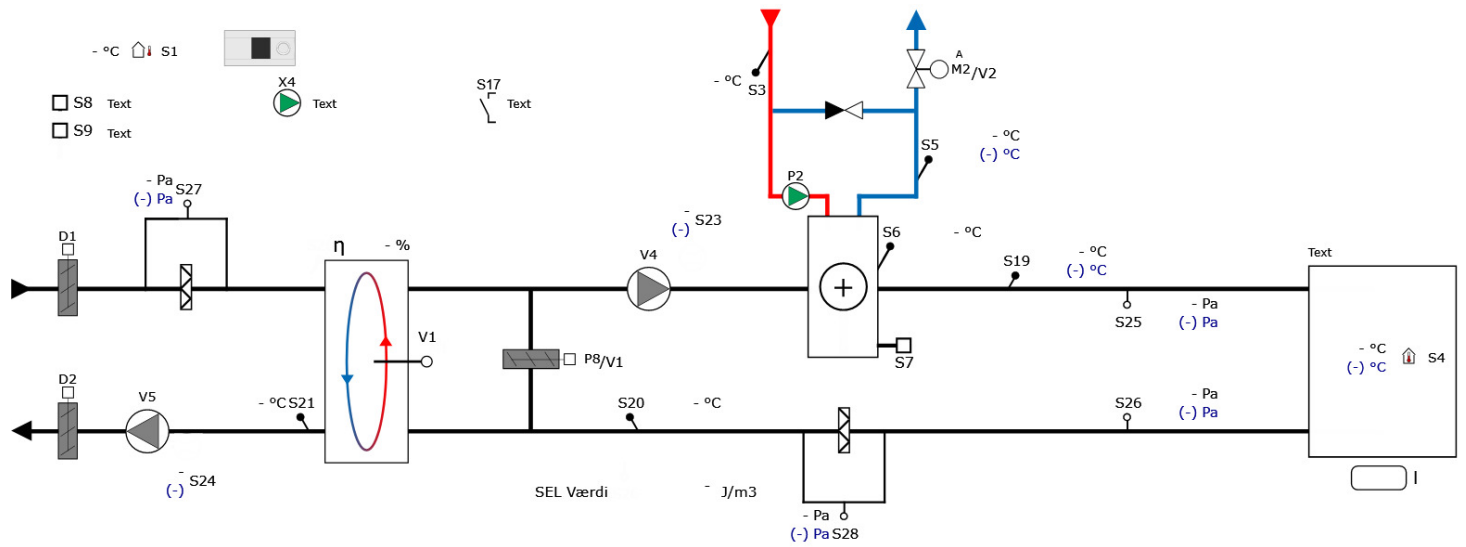 - °C S1
X4
Text
S8 Text
S9 Text
S17
Text
- °C
S3
A
M2/V2
S5
- °C
(-) °C
P2
- Pa
(-) Pa
S27
D1
η
- %
-
(-)
S23
V4
S6
- °C
S19
- °C
(-) °C
Text
- Pa
(-) Pa
S25
V1
P8/V1
S7
- °C
(-) °C
S4
D2
V5
- °C S21
S20
- °C
S26
- Pa
(-) Pa
-
(-)
S24
SEL Værdi - J/m3
- Pa
(-) Pa S28
I